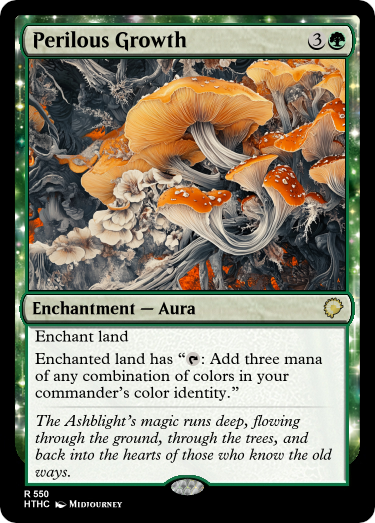 Perilous Growth 3
Enchantment — Aura
Enchant land
Enchanted land has “: Add three mana
of any combination of colors in your
commander’s color identity.”
The Ashblight’s magic runs deep, flowing
through the ground, through the trees, and
back into the hearts of those who know the old
ways.
R 550
HTHC Midjourney